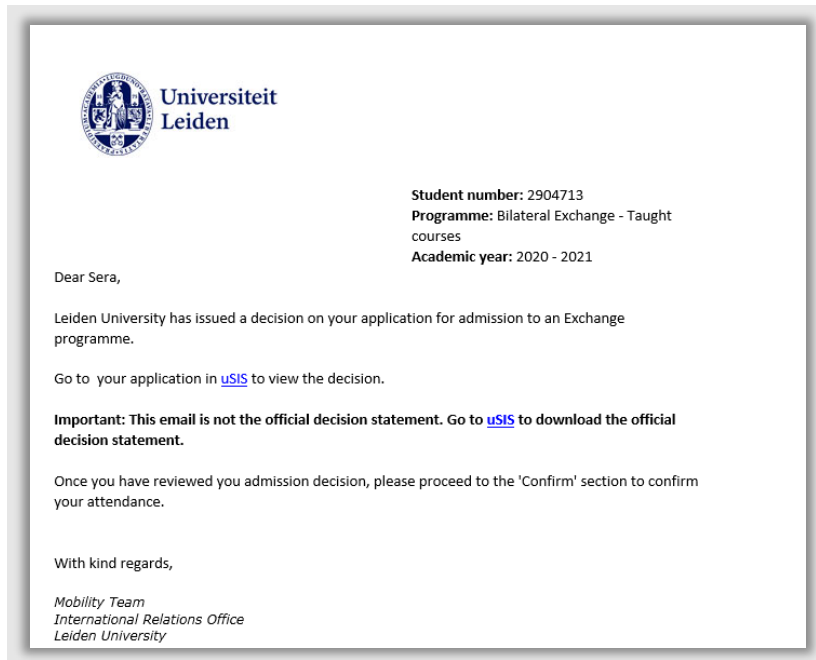 Universiteit
Leiden
Student number: 2904713
Programme: Bilateral Exchange - Taught
courses
Academic year: 2020 - 2021
Dear Sera,
Leiden University has issued a decision on your application for admission to an Exchange
programme.
Go to  your application in uSIS to view the decision.
Important: This email is not the official decision statement. Go to uSIS to download the official
decision statement.
Once you have reviewed you admission decision, please proceed to the 'Confirm' section to confirm
your attendance.
With kind regards,
Mobility Team
International Relations Office
Leiden University